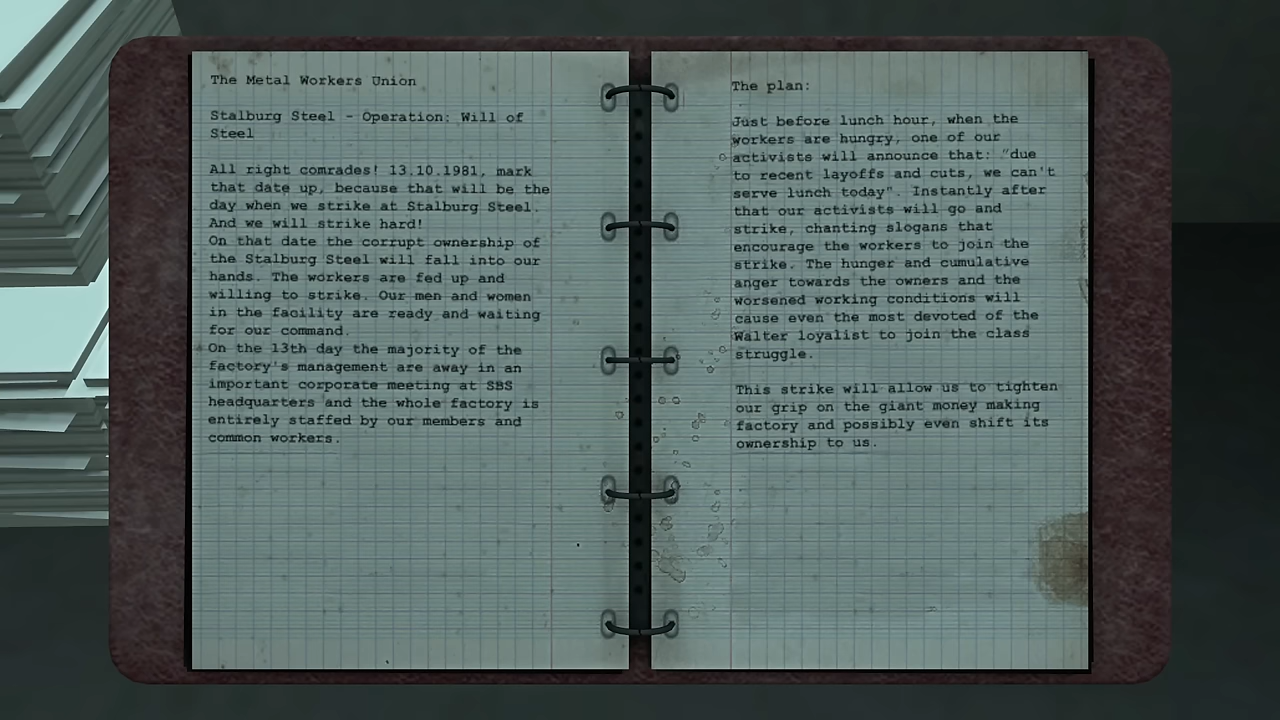 The Metal Workers Union
Stalburg Steel - Operation: Will of
Steel
All right comrades! 13.10.1981, mark
that date up, because that will be the
day when we strike at Stalburg Steel.
And we will strike hard!
On that date the corrupt ownership of
the Stalburg Steel will fall into our
hands. The workers are fed up and
willing to strike. Our men and women
in the facility are ready and waiting
for our command.
On the 13th day the majority of the
factory's management are away in an
important corporate meeting at SBS
headquarters and the whole factory is
entirely staffed by our members and
common workers.
The plan:
Just before lunch hour, when the
workers are hungry, one of our
activists will announce that: "due
to recent layoffs and cuts, we can't
serve lunch today". Instantly after
that our activists will go and
strike, chanting slogans that
encourage the workers to join the
strike. The hunger and cumulative
anger towards the owners and the
worsened working conditions will
cause even the most devoted of the
Walter loyalist to join the class
struggle.
This strike will allow us to tighten
our grip on the giant money making
factory and possibly even shift its
ownership to us.